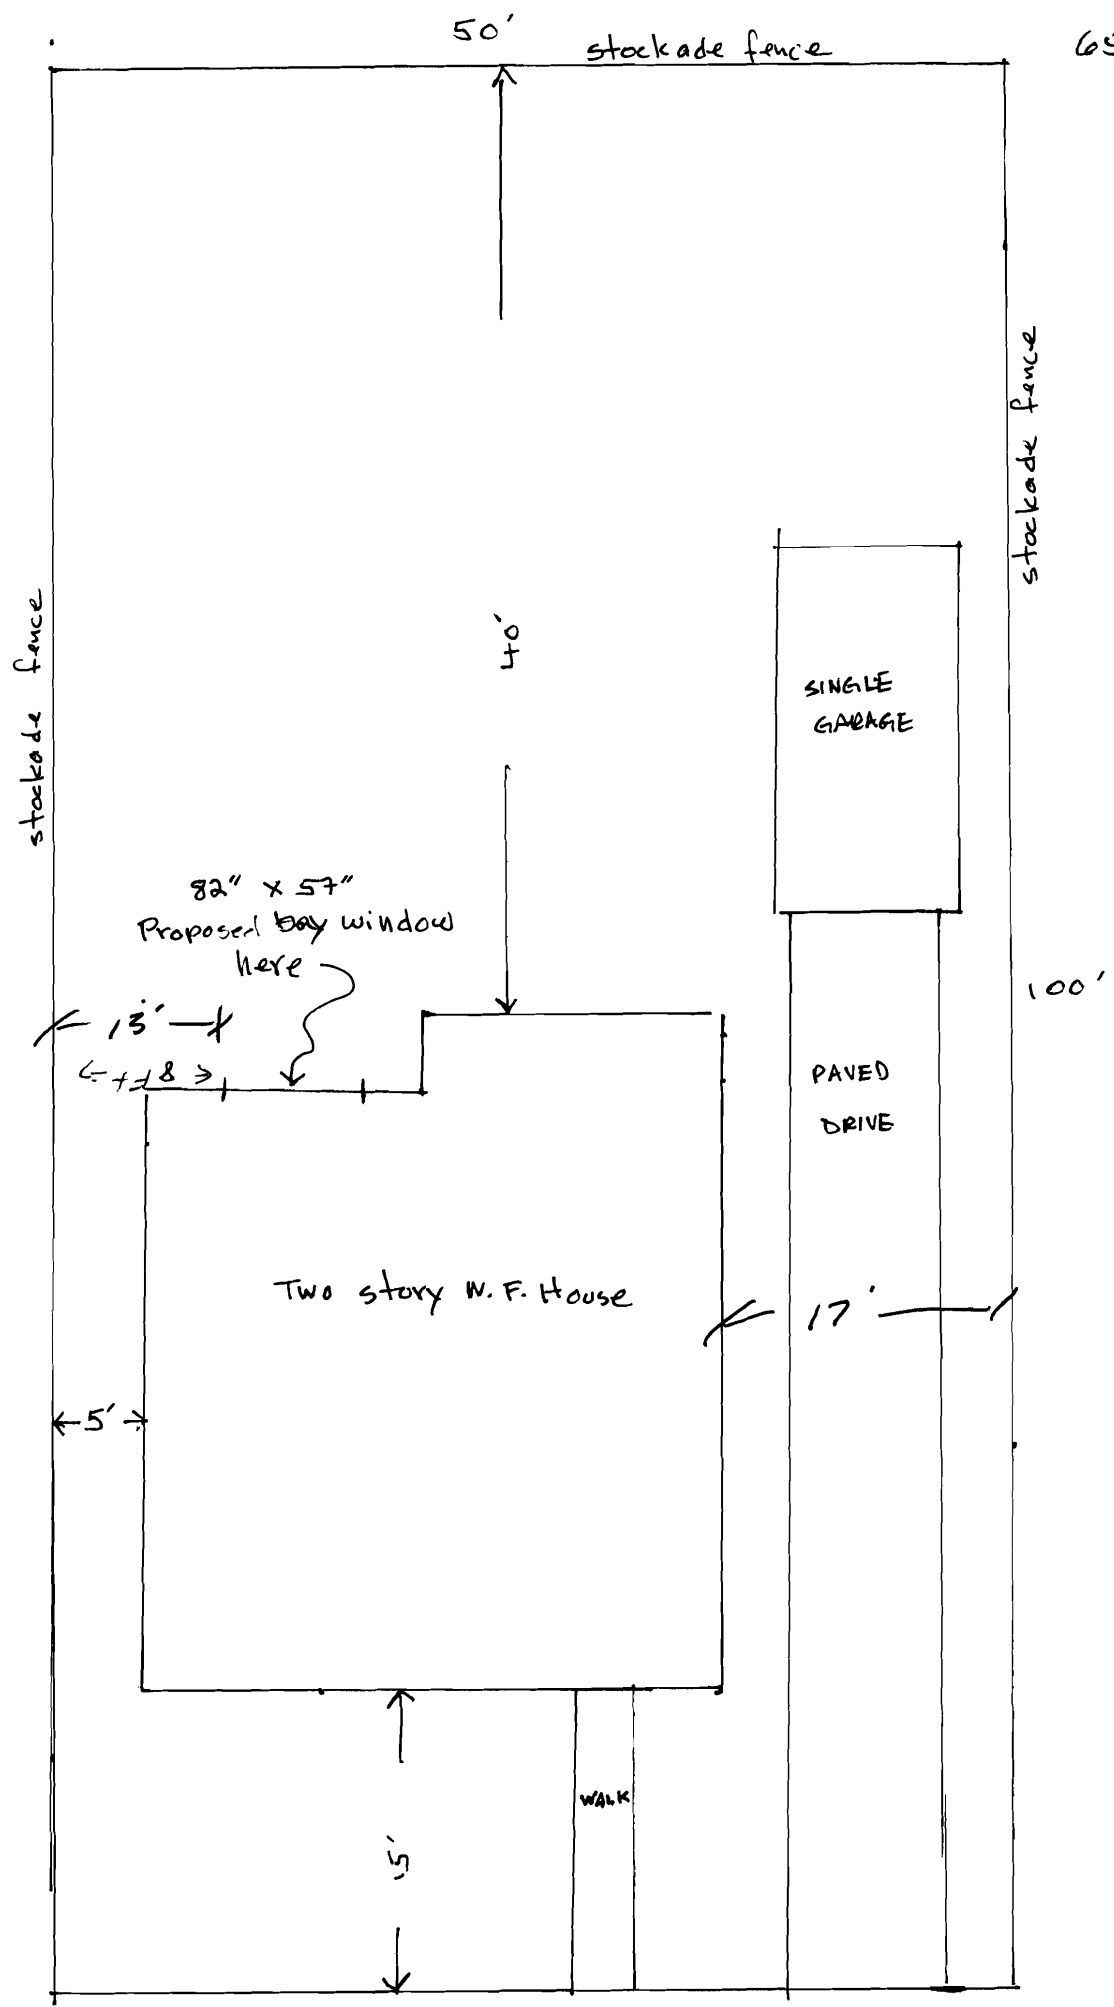 50'
stockade fence
stockade fence
40'
SINGLE
GARAGE
stockade fence
82" x 57"
Proposed bay window
here
100'
13'
+ 8
PAVED
DRIVE
Two story W. F. House
17'
5'
WALK
15'